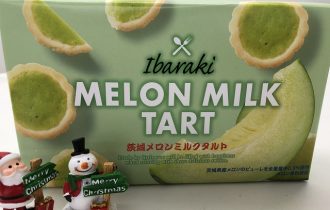 Ibaraki
MELON MILK
TART
茨城メロンミルクタルト
Merry
Christmas
Merry
Christmas